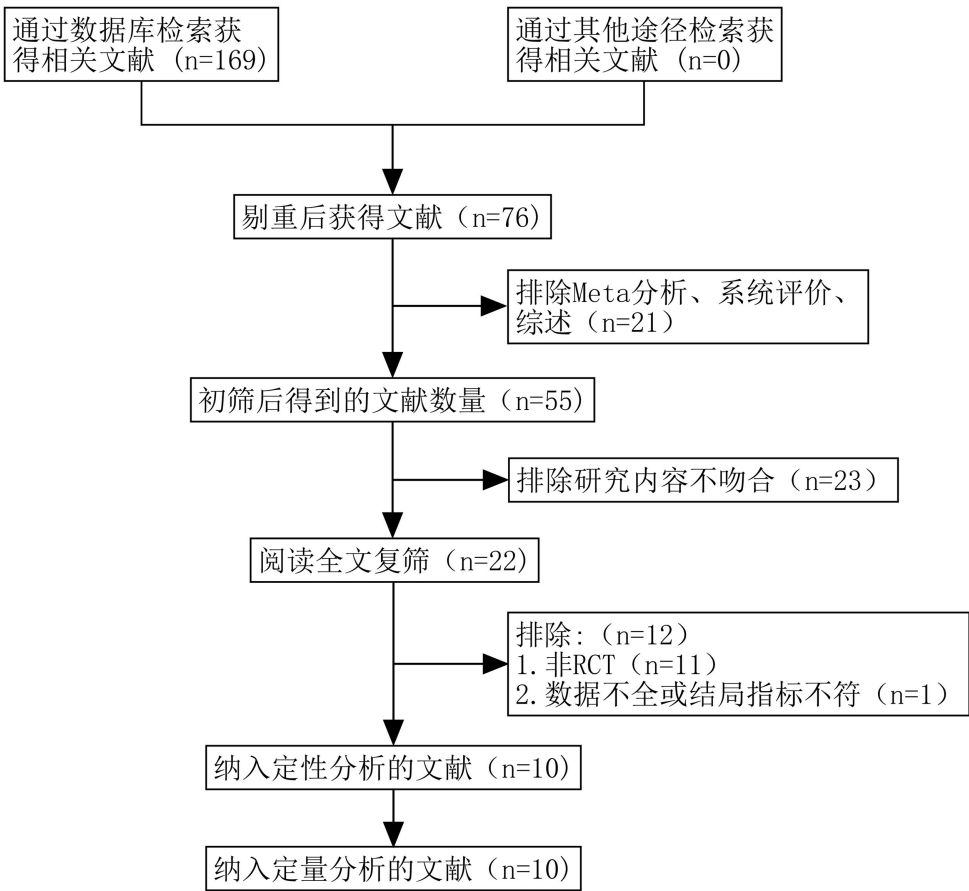 通过数据库检索获
得相关文献 (n=169)
通过其他途径检索获
得相关文献 (n=0)
剔重后获得文献（n=76)
排除Meta分析、系统评价、
综述（n=21）
初筛后得到的文献数量（n=55）
排除研究内容不吻合（n=23）
阅读全文复筛（n=22）
排除:（n=12）
1.非RCT（n=11）
2.数据不全或结局指标不符（n=1）
纳入定性分析的文献（n=10)
纳入定量分析的文献（n=10)